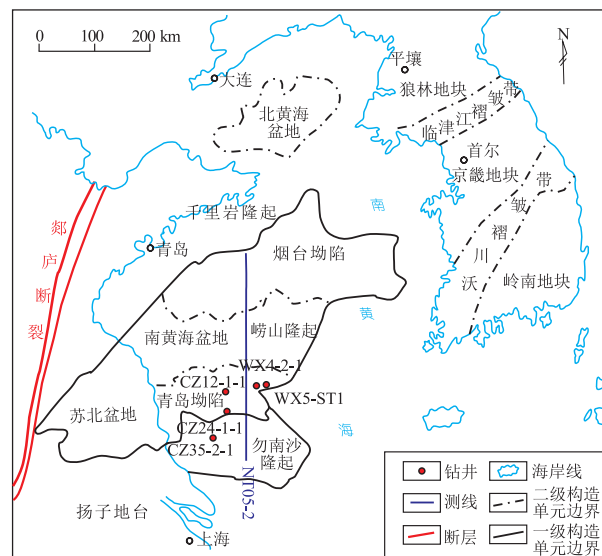 0 100 200 km
N
大连
平壤
狼林地块
北黄海
盆地
临津江褶皱带
首尔
京畿地块
千里岩隆起
南黄海
郯庐断裂
青岛
烟台坳陷
沃川褶皱带
岭南地块
南黄海盆地
崂山隆起
WX4-2-1
CZ12-1-1
WX5-ST1
青岛坳陷
苏北盆地
CZ24-1-1
CZ35-2-1
勿南沙
隆起
NT05-2
扬子地台
上海
钻井
海岸线
测线
二级构造
单元边界
断层
一级构造
单元边界